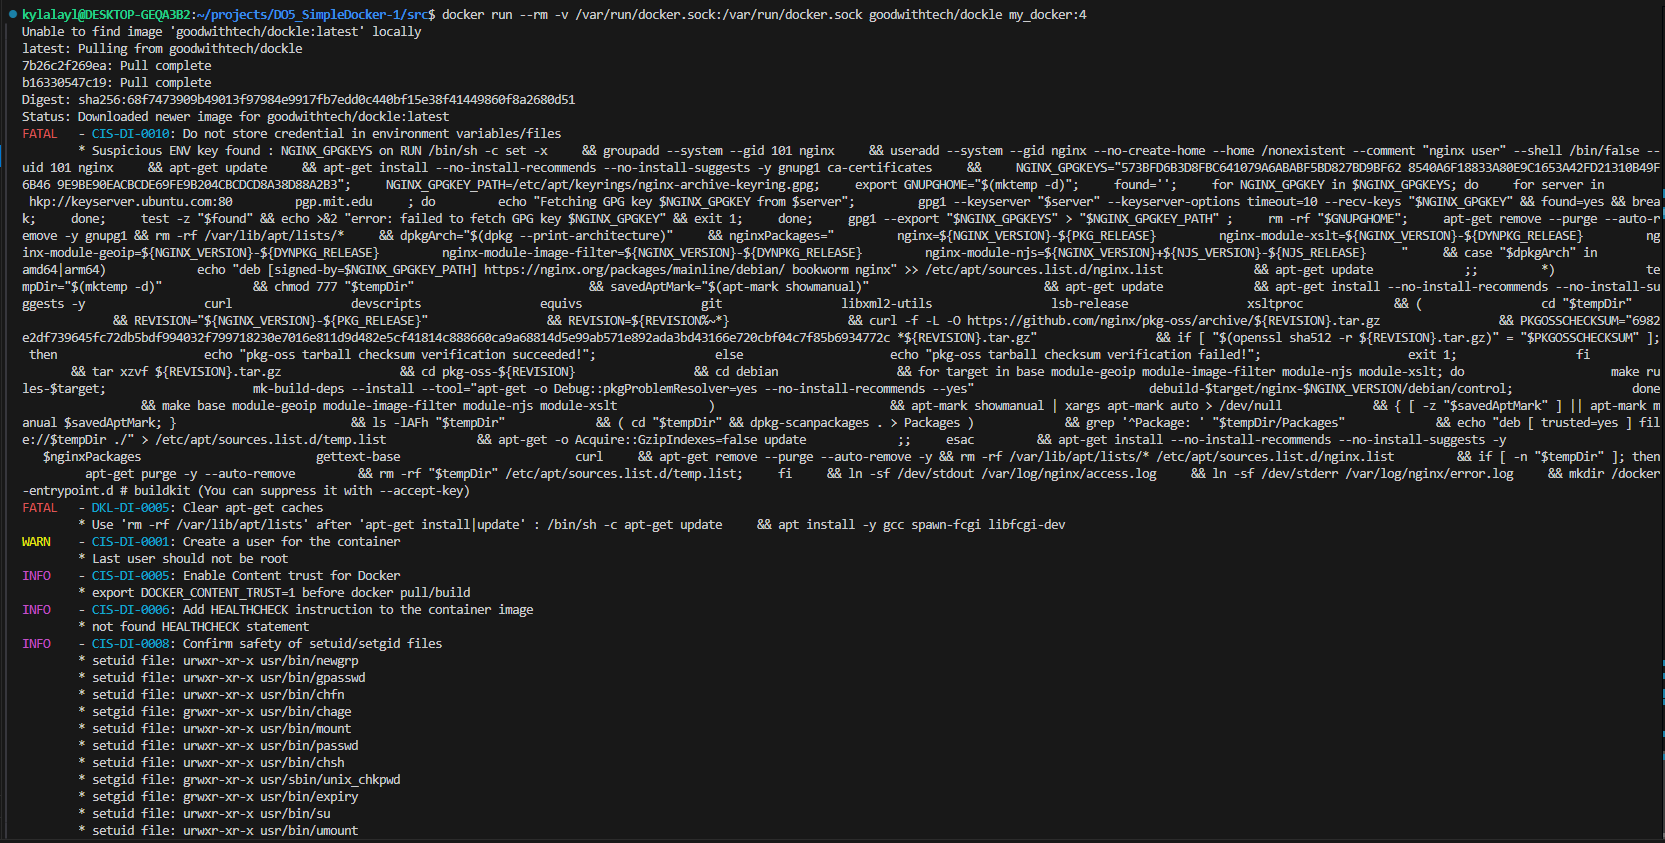 kylalayl@DESKTOP-GEQA3B2:~/projects/DO5_SimpleDocker-1/src$ docker run --rm -v /var/run/docker.sock:/var/run/docker.sock goodwithtech/dockle my_docker:4
Unable to find image 'goodwithtech/dockle:latest' locally
latest: Pulling from goodwithtech/dockle
7b26c2f269ea: Pull complete
b16330547c19: Pull complete
Digest: sha256:68f7473909b49013f97984e9917fb7edd0c440bf15e38f41449860f8a2680d51
Status: Downloaded newer image for goodwithtech/dockle:latest
FATAL   - CIS-DI-0010: Do not store credential in environment variables/files
        * Suspicious ENV key found : NGINX_GPGKEYS on RUN /bin/sh -c set -x     && groupadd --system --gid 101 nginx     && useradd --system --gid nginx --no-create-home --home /nonexistent --comment "nginx user" --shell /bin/false --
uid 101 nginx     && apt-get update     && apt-get install --no-install-recommends --no-install-suggests -y gnupg1 ca-certificates     &&     NGINX_GPGKEYS="573BFD6B3D8FBC641079A6ABABF5BD827BD9BF62 8540A6F18833A80E9C1653A42FD21310B49F
6B46 9E9BE90EACBCDE69FE9B204CBCDCD8A38D88A2B3";     NGINX_GPGKEY_PATH=/etc/apt/keyrings/nginx-archive-keyring.gpg;     export GNUPGHOME="$(mktemp -d)";     found='';     for NGINX_GPGKEY in $NGINX_GPGKEYS; do     for server in
 hkp://keyserver.ubuntu.com:80         pgp.mit.edu     ; do         echo "Fetching GPG key $NGINX_GPGKEY from $server";         gpg1 --keyserver "$server" --keyserver-options timeout=10 --recv-keys "$NGINX_GPGKEY" && found=yes && brea
k;     done;     test -z "$found" && echo >&2 "error: failed to fetch GPG key $NGINX_GPGKEY" && exit 1;     done;     gpg1 --export "$NGINX_GPGKEYS" > "$NGINX_GPGKEY_PATH" ;     rm -rf "$GNUPGHOME";     apt-get remove --purge --auto-r
emove -y gnupg1 && rm -rf /var/lib/apt/lists/*     && dpkgArch="$(dpkg --print-architecture)"     && nginxPackages="         nginx=${NGINX_VERSION}-${PKG_RELEASE}         nginx-module-xslt=${NGINX_VERSION}-${DYNPKG_RELEASE}         ng
inx-module-geoip=${NGINX_VERSION}-${DYNPKG_RELEASE}         nginx-module-image-filter=${NGINX_VERSION}-${DYNPKG_RELEASE}         nginx-module-njs=${NGINX_VERSION}+${NJS_VERSION}-${NJS_RELEASE}     "     && case "$dpkgArch" in
amd64|arm64)             echo "deb [signed-by=$NGINX_GPGKEY_PATH] https://nginx.org/packages/mainline/debian/ bookworm nginx" >> /etc/apt/sources.list.d/nginx.list             && apt-get update             ;;         *)             te
mpDir="$(mktemp -d)"             && chmod 777 "$tempDir"             && savedAptMark="$(apt-mark showmanual)"             && apt-get update             && apt-get install --no-install-recommends --no-install-su
ggests -y                 curl                 devscripts                 equivs                 git                 libxml2-utils                 lsb-release                 xsltproc             && (                 cd "$tempDir"
             && REVISION="${NGINX_VERSION}-${PKG_RELEASE}"                 && REVISION=${REVISION%~*}                 && curl -f -L -O https://github.com/nginx/pkg-oss/archive/${REVISION}.tar.gz                 && PKGOSSCHECKSUM="6982
e2df739645fc72db5bdf994032f799718230e7016e811d9d482e5cf41814c888660ca9a68814d5e99ab571e892ada3bd43166e720cbf04c7f85b6934772c *${REVISION}.tar.gz"                 && if [ "$(openssl sha512 -r ${REVISION}.tar.gz)" = "$PKGOSSCHECKSUM" ];
 then                     echo "pkg-oss tarball checksum verification succeeded!";                 else                     echo "pkg-oss tarball checksum verification failed!";                     exit 1;                 fi
       && tar xzvf ${REVISION}.tar.gz                 && cd pkg-oss-${REVISION}                 && cd debian                 && for target in base module-geoip module-image-filter module-njs module-xslt; do                     make ru
les-$target;                     mk-build-deps --install --tool="apt-get -o Debug::pkgProblemResolver=yes --no-install-recommends --yes"                         debuild-$target/nginx-$NGINX_VERSION/debian/control;                 done
                 && make base module-geoip module-image-filter module-njs module-xslt             )                         && apt-mark showmanual | xargs apt-mark auto > /dev/null             && { [ -z "$savedAptMark" ] || apt-mark m
anual $savedAptMark; }                         && ls -lAFh "$tempDir"             && ( cd "$tempDir" && dpkg-scanpackages . > Packages )             && grep '^Package: ' "$tempDir/Packages"             && echo "deb [ trusted=yes ] fil
e://$tempDir ./" > /etc/apt/sources.list.d/temp.list             && apt-get -o Acquire::GzipIndexes=false update             ;;     esac         && apt-get install --no-install-recommends --no-install-suggests -y
   $nginxPackages                         gettext-base                         curl     && apt-get remove --purge --auto-remove -y && rm -rf /var/lib/apt/lists/* /etc/apt/sources.list.d/nginx.list         && if [ -n "$tempDir" ]; then
         apt-get purge -y --auto-remove         && rm -rf "$tempDir" /etc/apt/sources.list.d/temp.list;     fi     && ln -sf /dev/stdout /var/log/nginx/access.log     && ln -sf /dev/stderr /var/log/nginx/error.log     && mkdir /docker
-entrypoint.d # buildkit (You can suppress it with --accept-key)
FATAL   - DKL-DI-0005: Clear apt-get caches
        * Use 'rm -rf /var/lib/apt/lists' after 'apt-get install|update' : /bin/sh -c apt-get update     && apt install -y gcc spawn-fcgi libfcgi-dev
WARN    - CIS-DI-0001: Create a user for the container
        * Last user should not be root
INFO    - CIS-DI-0005: Enable Content trust for Docker
        * export DOCKER_CONTENT_TRUST=1 before docker pull/build
INFO    - CIS-DI-0006: Add HEALTHCHECK instruction to the container image
        * not found HEALTHCHECK statement
INFO    - CIS-DI-0008: Confirm safety of setuid/setgid files
        * setuid file: urwxr-xr-x usr/bin/newgrp
        * setuid file: urwxr-xr-x usr/bin/gpasswd
        * setuid file: urwxr-xr-x usr/bin/chfn
        * setgid file: grwxr-xr-x usr/bin/chage
        * setuid file: urwxr-xr-x usr/bin/mount
        * setuid file: urwxr-xr-x usr/bin/passwd
        * setuid file: urwxr-xr-x usr/bin/chsh
        * setgid file: grwxr-xr-x usr/sbin/unix_chkpwd
        * setgid file: grwxr-xr-x usr/bin/expiry
        * setuid file: urwxr-xr-x usr/bin/su
        * setuid file: urwxr-xr-x usr/bin/umount